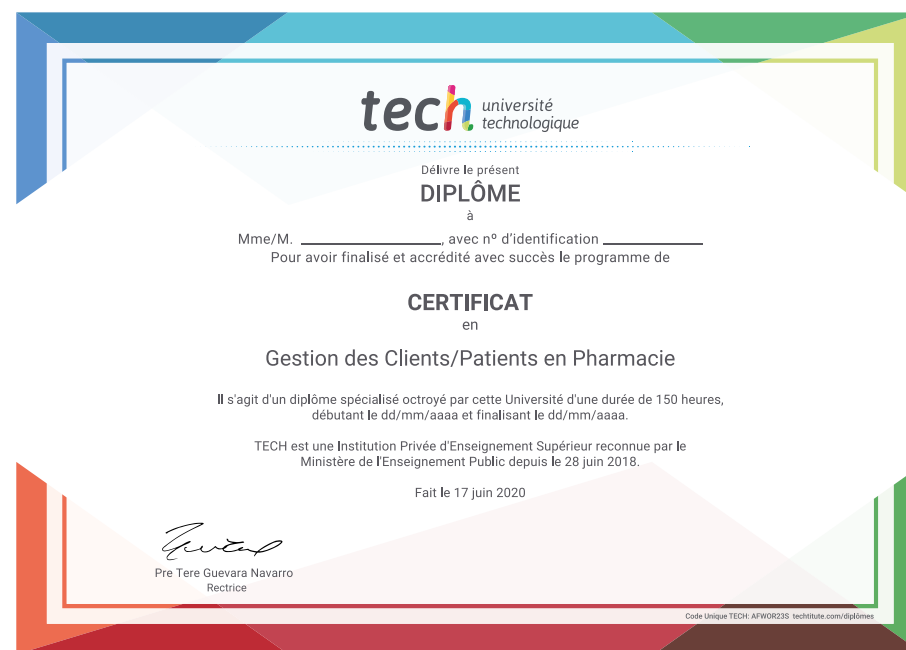 tech université
technologique
Délivre le présent
DIPLÔME
à
Mme/M. ____________________, avec nº d'identification ______________
Pour avoir finalisé et accrédité avec succès le programme de
CERTIFICAT
en
Gestion des Clients/Patients en Pharmacie
Il s'agit d'un diplôme spécialisé octroyé par cette Université d'une durée de 150 heures,
débutant le dd/mm/aaaa et finalisant le dd/mm/aaaa.
TECH est une Institution Privée d'Enseignement Supérieur reconnue par le
Ministère de l'Enseignement Public depuis le 28 juin 2018.
Fait le 17 juin 2020
Pre Tere Guevara Navarro
Rectrice
Code Unique TECH: AFWOR23S techtitute.com/diplômes